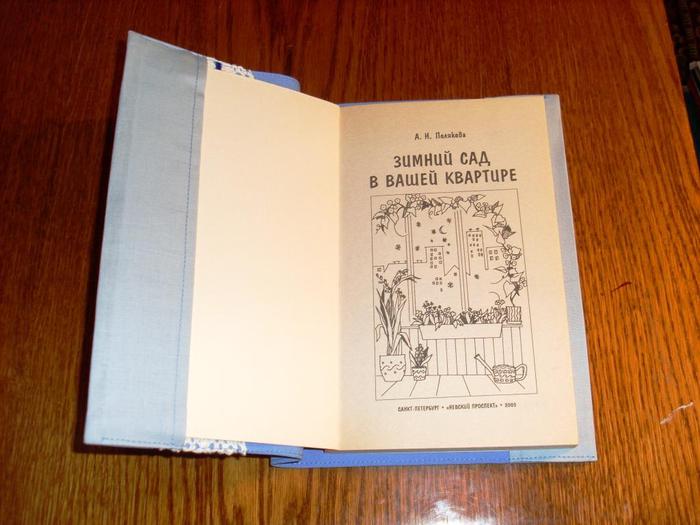 А. И. Полякова
ЗИМНИЙ САД
В ВАШЕЙ КВАРТИРЕ
САНКТ-ПЕТЕРБУРГ • «НЕВСКИЙ ПРОСПЕКТ» • 2003